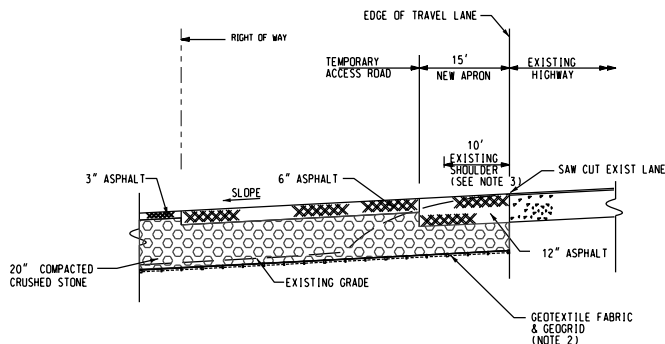 EDGE OF TRAVEL LANE
RIGHT OF WAY
TEMPORARY
ACCESS ROAD
15'
NEW APRON
EXISTING
HIGHWAY
10'
EXISTING
SHOULDER
(SEE NOTE 3)
3" ASPHALT
SLOPE
6" ASPHALT
SAW CUT EXIST LANE
12" ASPHALT
20" COMPACTED
CRUSHED STONE
EXISTING GRADE
GEOTEXTILE FABRIC
& GEOGRID
(NOTE 2)